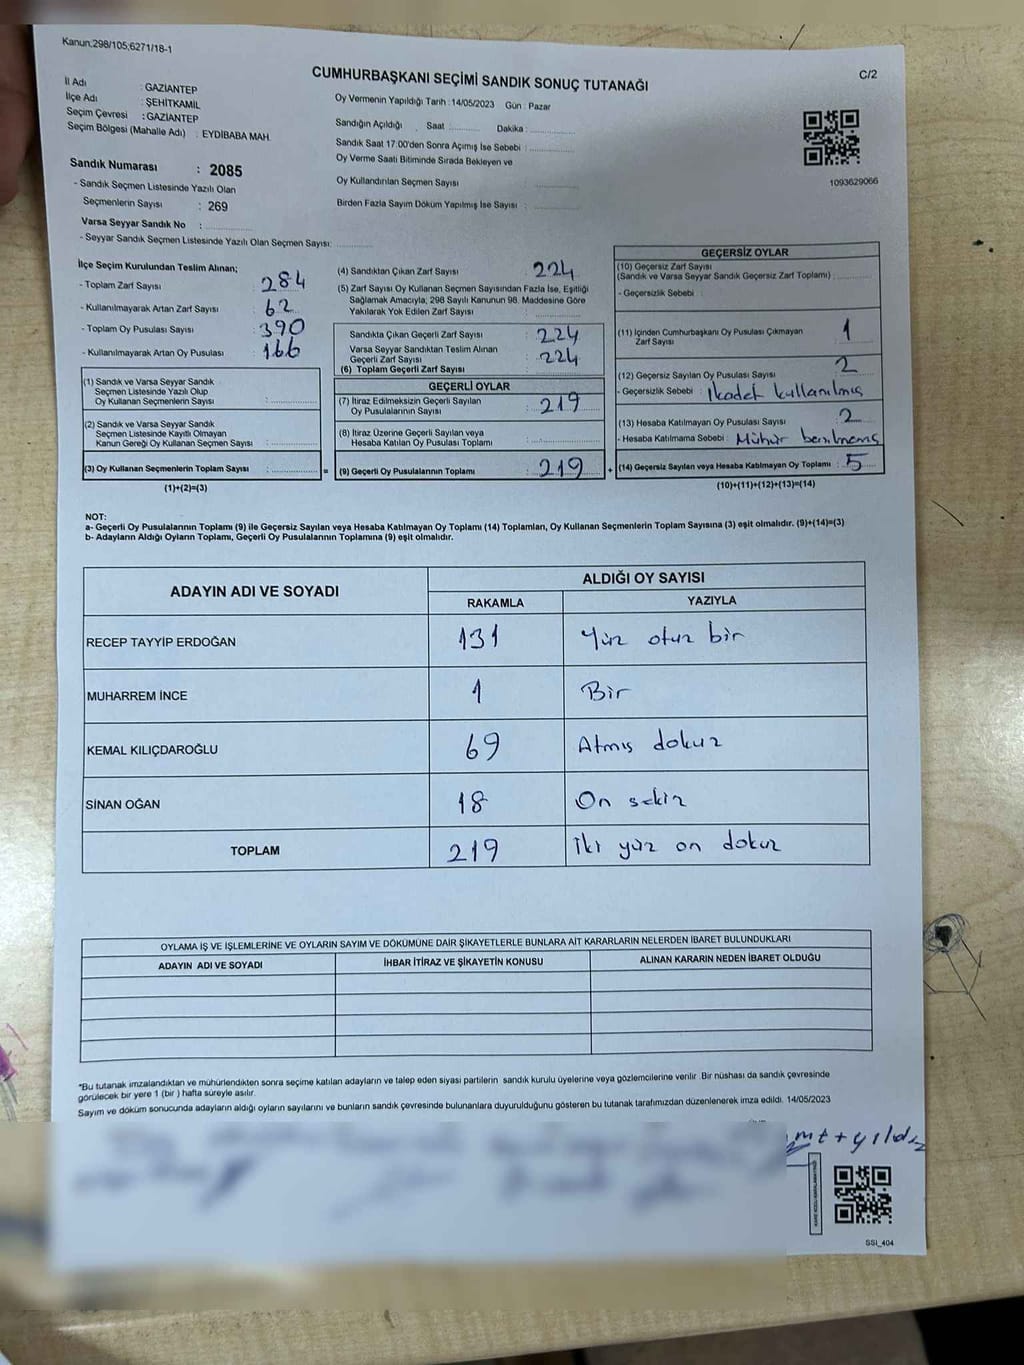 Kanun;298/105;6271/18-1
C/2
CUMHURBAŞKANI SEÇİMİ SANDIK SONUÇ TUTANAĞI
İl Adı : GAZİANTEP
İlçe Adı : ŞEHİTKAMİL
Seçim Çevresi : GAZİANTEP
Seçim Bölgesi (Mahalle Adı) : EYDİBABA MAH.
Sandık Numarası : 2085
- Sandık Seçmen Listesinde Yazılı Olan
Seçmenlerin Sayısı : 269
Varsa Seyyar Sandık No :
- Seyyar Sandık Seçmen Listesinde Yazılı Olan Seçmen Sayısı:
Oy Vermenin Yapıldığı Tarih : 14/05/2023 Gün : Pazar
Sandığın Açıldığı Saat Dakika :
Sandık Saat 17:00'den Sonra Açımış İse Sebebi :
Oy Verme Saati Bitiminde Sırada Bekleyen ve
Oy Kullandırılan Seçmen Sayısı :
Birden Fazla Sayım Döküm Yapılmış İse Sayısı :
1093629066
İlçe Seçim Kurulundan Teslim Alınan;
- Toplam Zarf Sayısı : 284
- Kullanılmayarak Artan Zarf Sayısı : 62
- Toplam Oy Pusulası Sayısı : 390
- Kullanılmayarak Artan Oy Pusulası : 166
(1) Sandık ve Varsa Seyyar Sandık
Seçmen Listesinde Yazılı Olup
Oy Kullanan Seçmenlerin Sayısı :
(2) Sandık ve Varsa Seyyar Sandık
Seçmen Listesinde Kayıtlı Olmayan
Kanun Gereği Oy Kullanan Seçmen Sayısı :
(3) Oy Kullanan Seçmenlerin Toplam Sayısı : =
(1)+(2)=(3)
(4) Sandıktan Çıkan Zarf Sayısı : 224
(5) Zarf Sayısı Oy Kullanan Seçmen Sayısından Fazla İse, Eşitliği
Sağlamak Amacıyla, 298 Sayılı Kanunun 98. Maddesine Göre
Yakılarak Yok Edilen Zarf Sayısı :
Sandıkta Çıkan Geçerli Zarf Sayısı : 224
Varsa Seyyar Sandıktan Teslim Alınan
Geçerli Zarf Sayısı : 224
(6) Toplam Geçerli Zarf Sayısı
GEÇERLİ OYLAR
(7) İtiraz Edilmeksizin Geçerli Sayılan
Oy Pusulalarının Sayısı : 219
(8) İtiraz Üzerine Geçerli Sayılan veya
Hesaba Katılan Oy Pusulası Toplamı :
(9) Geçerli Oy Pusulalarının Toplamı : 219 +
GEÇERSİZ OYLAR
(10) Geçersiz Zarf Sayısı
(Sandık ve Varsa Seyyar Sandık Geçersiz Zarf Toplamı) :
- Geçersizlik Sebebi :
(11) İçinden Cumhurbaşkanı Oy Pusulası Çıkmayan
Zarf Sayısı : 1
(12) Geçersiz Sayılan Oy Pusulası Sayısı : 2
- Geçersizlik Sebebi : İkadet kullanılmış
(13) Hesaba Katılmayan Oy Pusulası Sayısı : 2
- Hesaba Katılmama Sebebi : Mühür
(14) Geçersiz Sayılan veya Hesaba Katılmayan Oy Toplamı : 5
(10)+(11)+(12)+(13)=(14)
NOT:
a- Geçerli Oy Pusulalarının Toplamı (9) ile Geçersiz Sayılan veya Hesaba Katılmayan Oy Toplamı (14) Toplamları, Oy Kullanan Seçmenlerin Toplam Sayısına (3) eşit olmalıdır. (9)+(14)=(3)
b- Adayların Aldığı Oyların Toplamı, Geçerli Oy Pusulalarının Toplamına (9) eşit olmalıdır.
ADAYIN ADI VE SOYADI
ALDIĞI OY SAYISI
RAKAMLA YAZIYLA
RECEP TAYYİP ERDOĞAN 131 Yüz otuz bir
MUHARREM İNCE 1 Bir
KEMAL KILIÇDAROĞLU 69 Atmış dokuz
SİNAN OĞAN 18 On sekiz
TOPLAM 219 İki yüz on dokuz
OYLAMA İŞ VE İŞLEMLERİNE VE OYLARIN SAYIM VE DÖKÜMÜNE DAİR ŞİKAYETLERLE BUNLARA AİT KARARLARIN NELERDEN İBARET BULUNDUKLARI
ADAYIN ADI VE SOYADI İHBAR İTİRAZ VE ŞİKAYETİN KONUSU ALINAN KARARIN NEDEN İBARET OLDUĞU
*Bu tutanak imzalandıktan ve mühürlendikten sonra seçime katılan adayların ve talep eden siyasi partilerin sandık kurulu üyelerine veya gözlemcilerine verilir. Bir nüshası da sandık çevresinde
görülecek bir yere 1 (bir ) hafta süreyle asılır.
Sayım ve döküm sonucunda adayların aldığı oyların sayılarını ve bunların sandık çevresinde bulunanlara duyurulduğunu gösteren bu tutanak tarafımızdan düzenlenerek imza edildi. 14/05/2023
SSİ_404